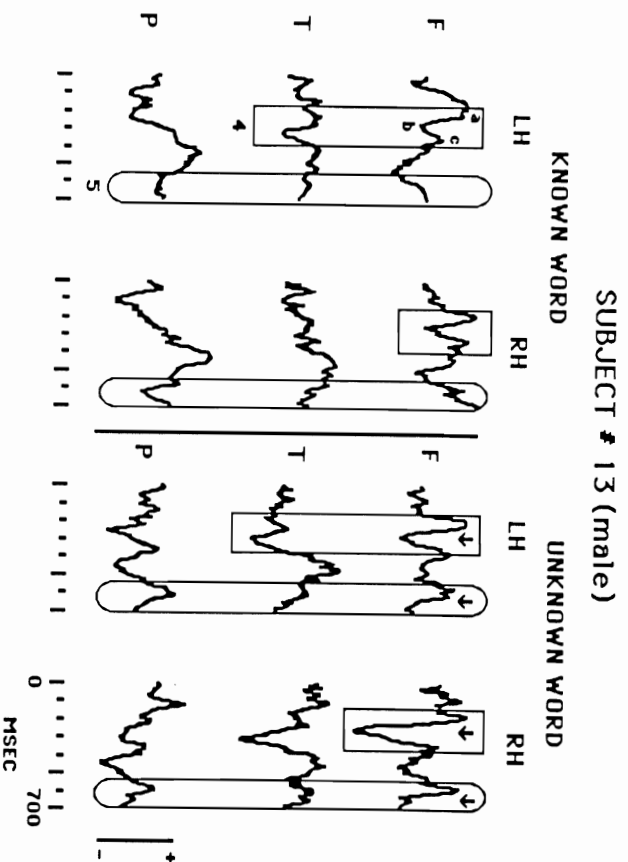 SUBJECT # 13 (male)
KNOWN WORD
UNKNOWN WORD
LH
RH
LH
RH
F
a
b
c
F
T
T
4
P
P
5
0
700
MSEC
+
-